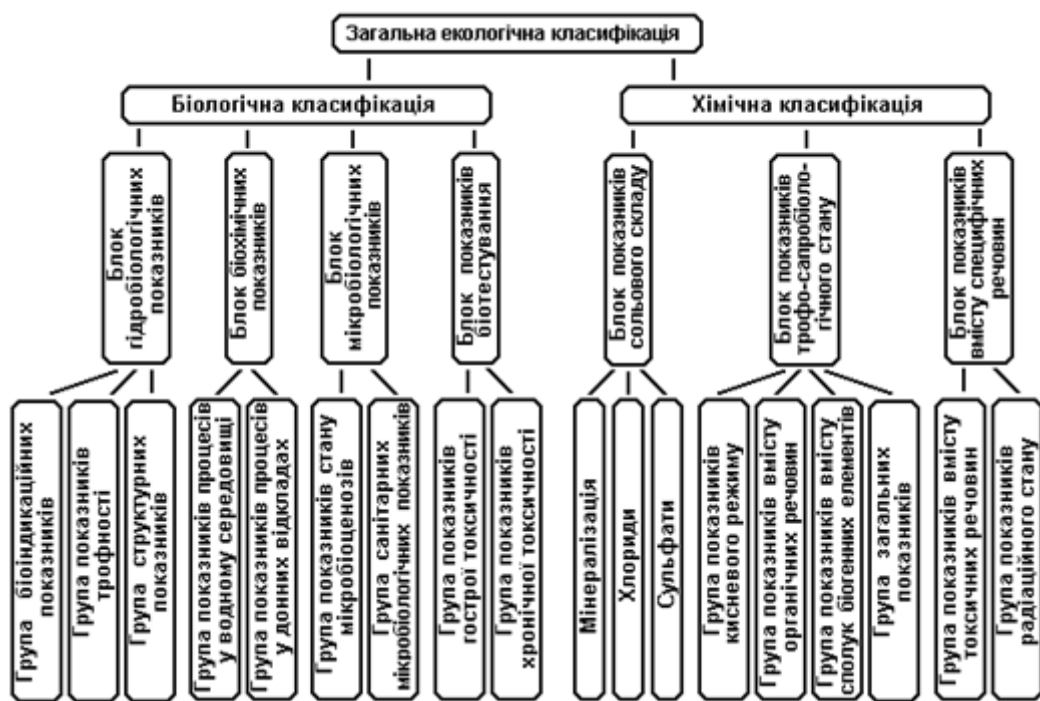 Загальна екологічна класифікація
Біологічна класифікація
Хімічна класифікація
Блок
гідробіологічних
показників
Блок біохімічних
показників
Блок
мікробіологічних
показників
Блок показників
біотестування
Блок показників
сольового складу
Блок показників
трофо-сапробіоло-
гічного стану
Блок показників
вмісту специфічних
речовин
Група біоіндикаційних
показників
Група показників
трофності
Група структурних
показників
Група показників процесів
у водному середовищі
Група показників процесів
у донних відкладах
Група показників стану
мікробіоценозів
Група санітарних
мікробіологічних показників
Група показників
гострої токсичності
Група показників
хронічної токсичності
Мінералізація
Хлориди
Сульфати
Група показників
кисневого режиму
Група показників вмісту
органічних речовин
Група показників вмісту
сполук біогенних елементів
Група загальних
показників
Група показників вмісту
токсичних речовин
Група показників
радіаційного стану